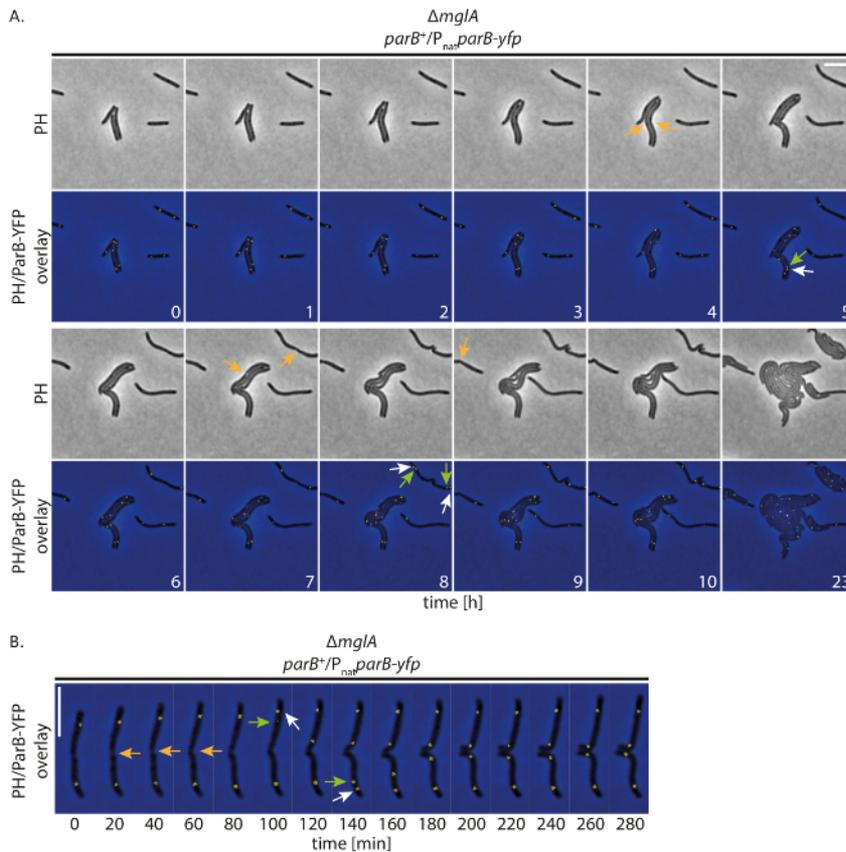 A.
ΔmglA
parB⁺/PₙₐₜparB-yfp
PH
PH/ParB-YFP
overlay
0 1 2 3 4 5
PH
PH/ParB-YFP
overlay
6 7 8 9 10 23
time [h]
B.
ΔmglA
parB⁺/PₙₐₜparB-yfp
PH/ParB-YFP
overlay
0 20 40 60 80 100 120 140 160 180 200 220 240 260 280
time [min]